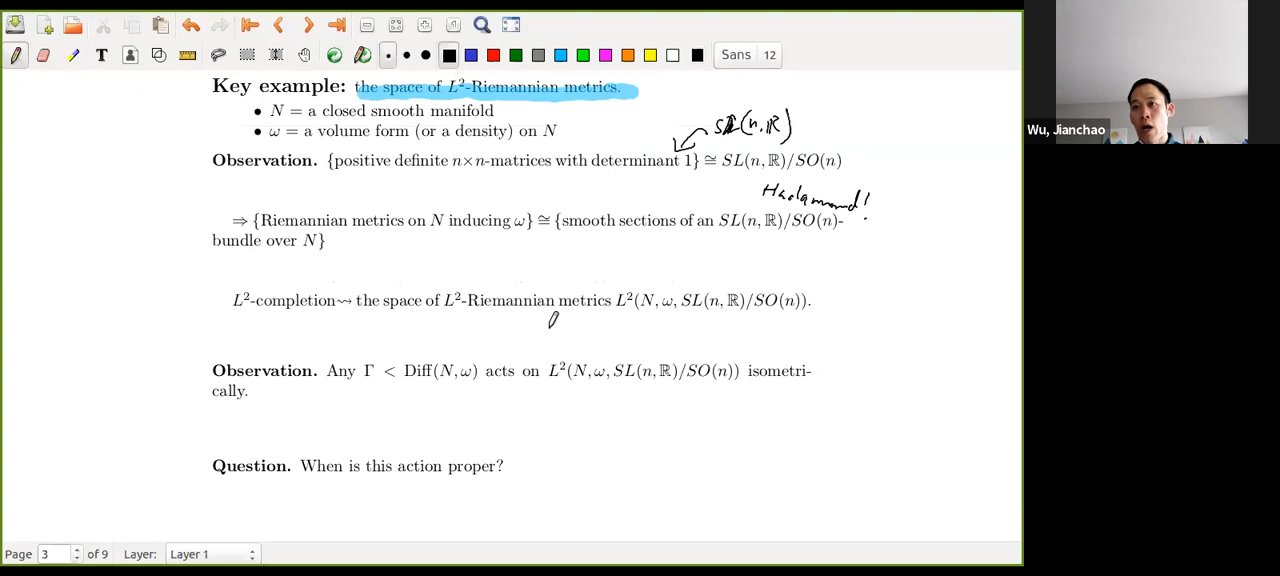 Sans 12
Key example: the space of L²-Riemannian metrics.
• N = a closed smooth manifold
• ω = a volume form (or a density) on N
SL(n,ℝ)
Wu, Jianchao
Observation. {positive definite n×n-matrices with determinant 1} ≅ SL(n, ℝ)/SO(n)
Hadamard!
⇒ {Riemannian metrics on N inducing ω} ≅ {smooth sections of an SL(n, ℝ)/SO(n)-
bundle over N}
L²-completion⇝ the space of L²-Riemannian metrics L²(N, ω, SL(n, ℝ)/SO(n)).
Observation. Any Γ < Diff(N, ω) acts on L²(N, ω, SL(n, ℝ)/SO(n)) isometri-
cally.
Question. When is this action proper?
Page 3 of 9 Layer: Layer 1